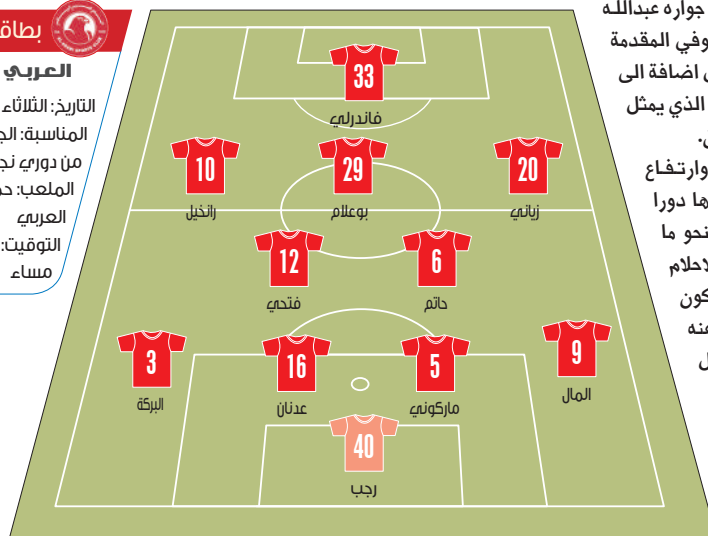 جواره عبدالله
وفي المقدمة
اضافة الى
الذي يمثل
وارتفاع
ها دورا
نحو ما
لاحلام
كون
عنه
ل
33
فاندرلي
10
رانخيل
29
بوعلام
20
زياني
12
فتحي
6
حاتم
3
البركة
16
عدنان
5
ماركوني
9
المال
40
رجب
بطاق
العربي
التاريخ: الثلاثاء
المناسبة: الج
من دوري نج
الملعب: حم
العربي
التوقيت:
مساء